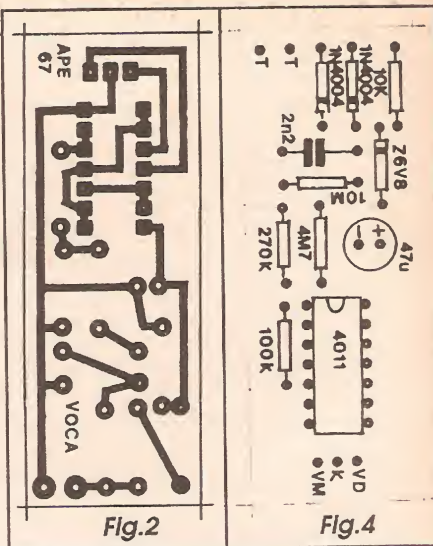 APE
67
VOCA
Fig.2
T
T
1N4004
1N4004
10K
2n2
Z6V8
10M
270K
4M7
+
-
47u
100k
4011
VM
K
VD
Fig.4